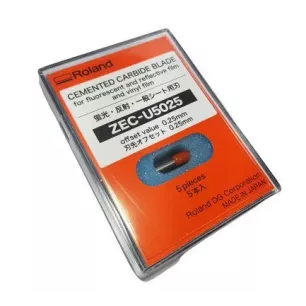 Roland
CEMENTED CARBIDE BLADE
for fluorescent and reflective film
and vinyl film
蛍光・反射・一般シート用刃
ZEC-U5025
offset value 0.25mm
刃先オフセット 0.25mm
5 pieces
5本入
Roland DG Corporation
MADE IN JAPAN